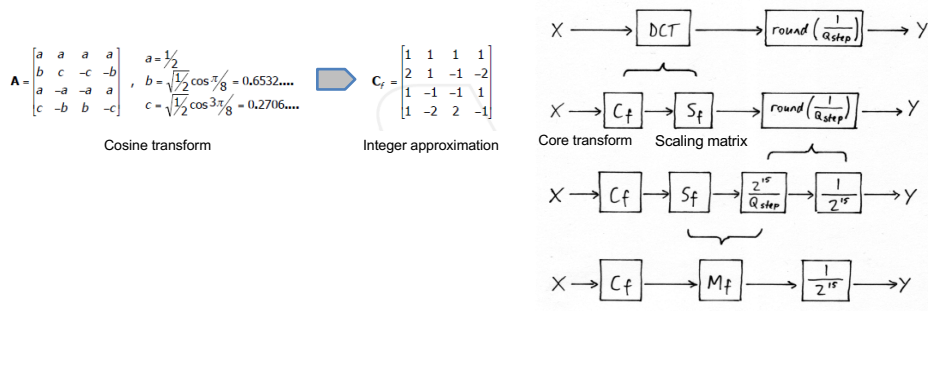 A = [a a a a
b c -c -b
a -a -a a
c -b b -c] ,
a = ½
b = √½ cos π/8 = 0.6532....
c = √½ cos 3π/8 = 0.2706....
Cosine transform
C_f = [1 1 1 1
2 1 -1 -2
1 -1 -1 1
1 -2 2 -1]
Integer approximation
X DCT round (1/Qstep) Y
X Cf Sf round (1/Qstep) Y
Core transform Scaling matrix
X Cf Sf 2^15/Qstep 1/2^15 Y
X Cf Mf 1/2^15 Y